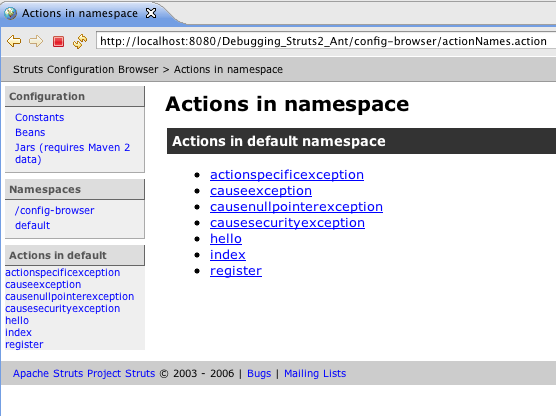 Actions in namespace
http://localhost:8080/Debugging_Struts2_Ant/config-browser/actionNames.action
Struts Configuration Browser > Actions in namespace
Configuration
Constants
Beans
Jars (requires Maven 2
data)
Namespaces
/config-browser
default
Actions in default
actionspecificexception
causeexception
causenullpointerexception
causesecurityexception
hello
index
register
Actions in namespace
Actions in default namespace
actionspecificexception
causeexception
causenullpointerexception
causesecurityexception
hello
index
register
Apache Struts Project Struts © 2003 - 2006 | Bugs | Mailing Lists